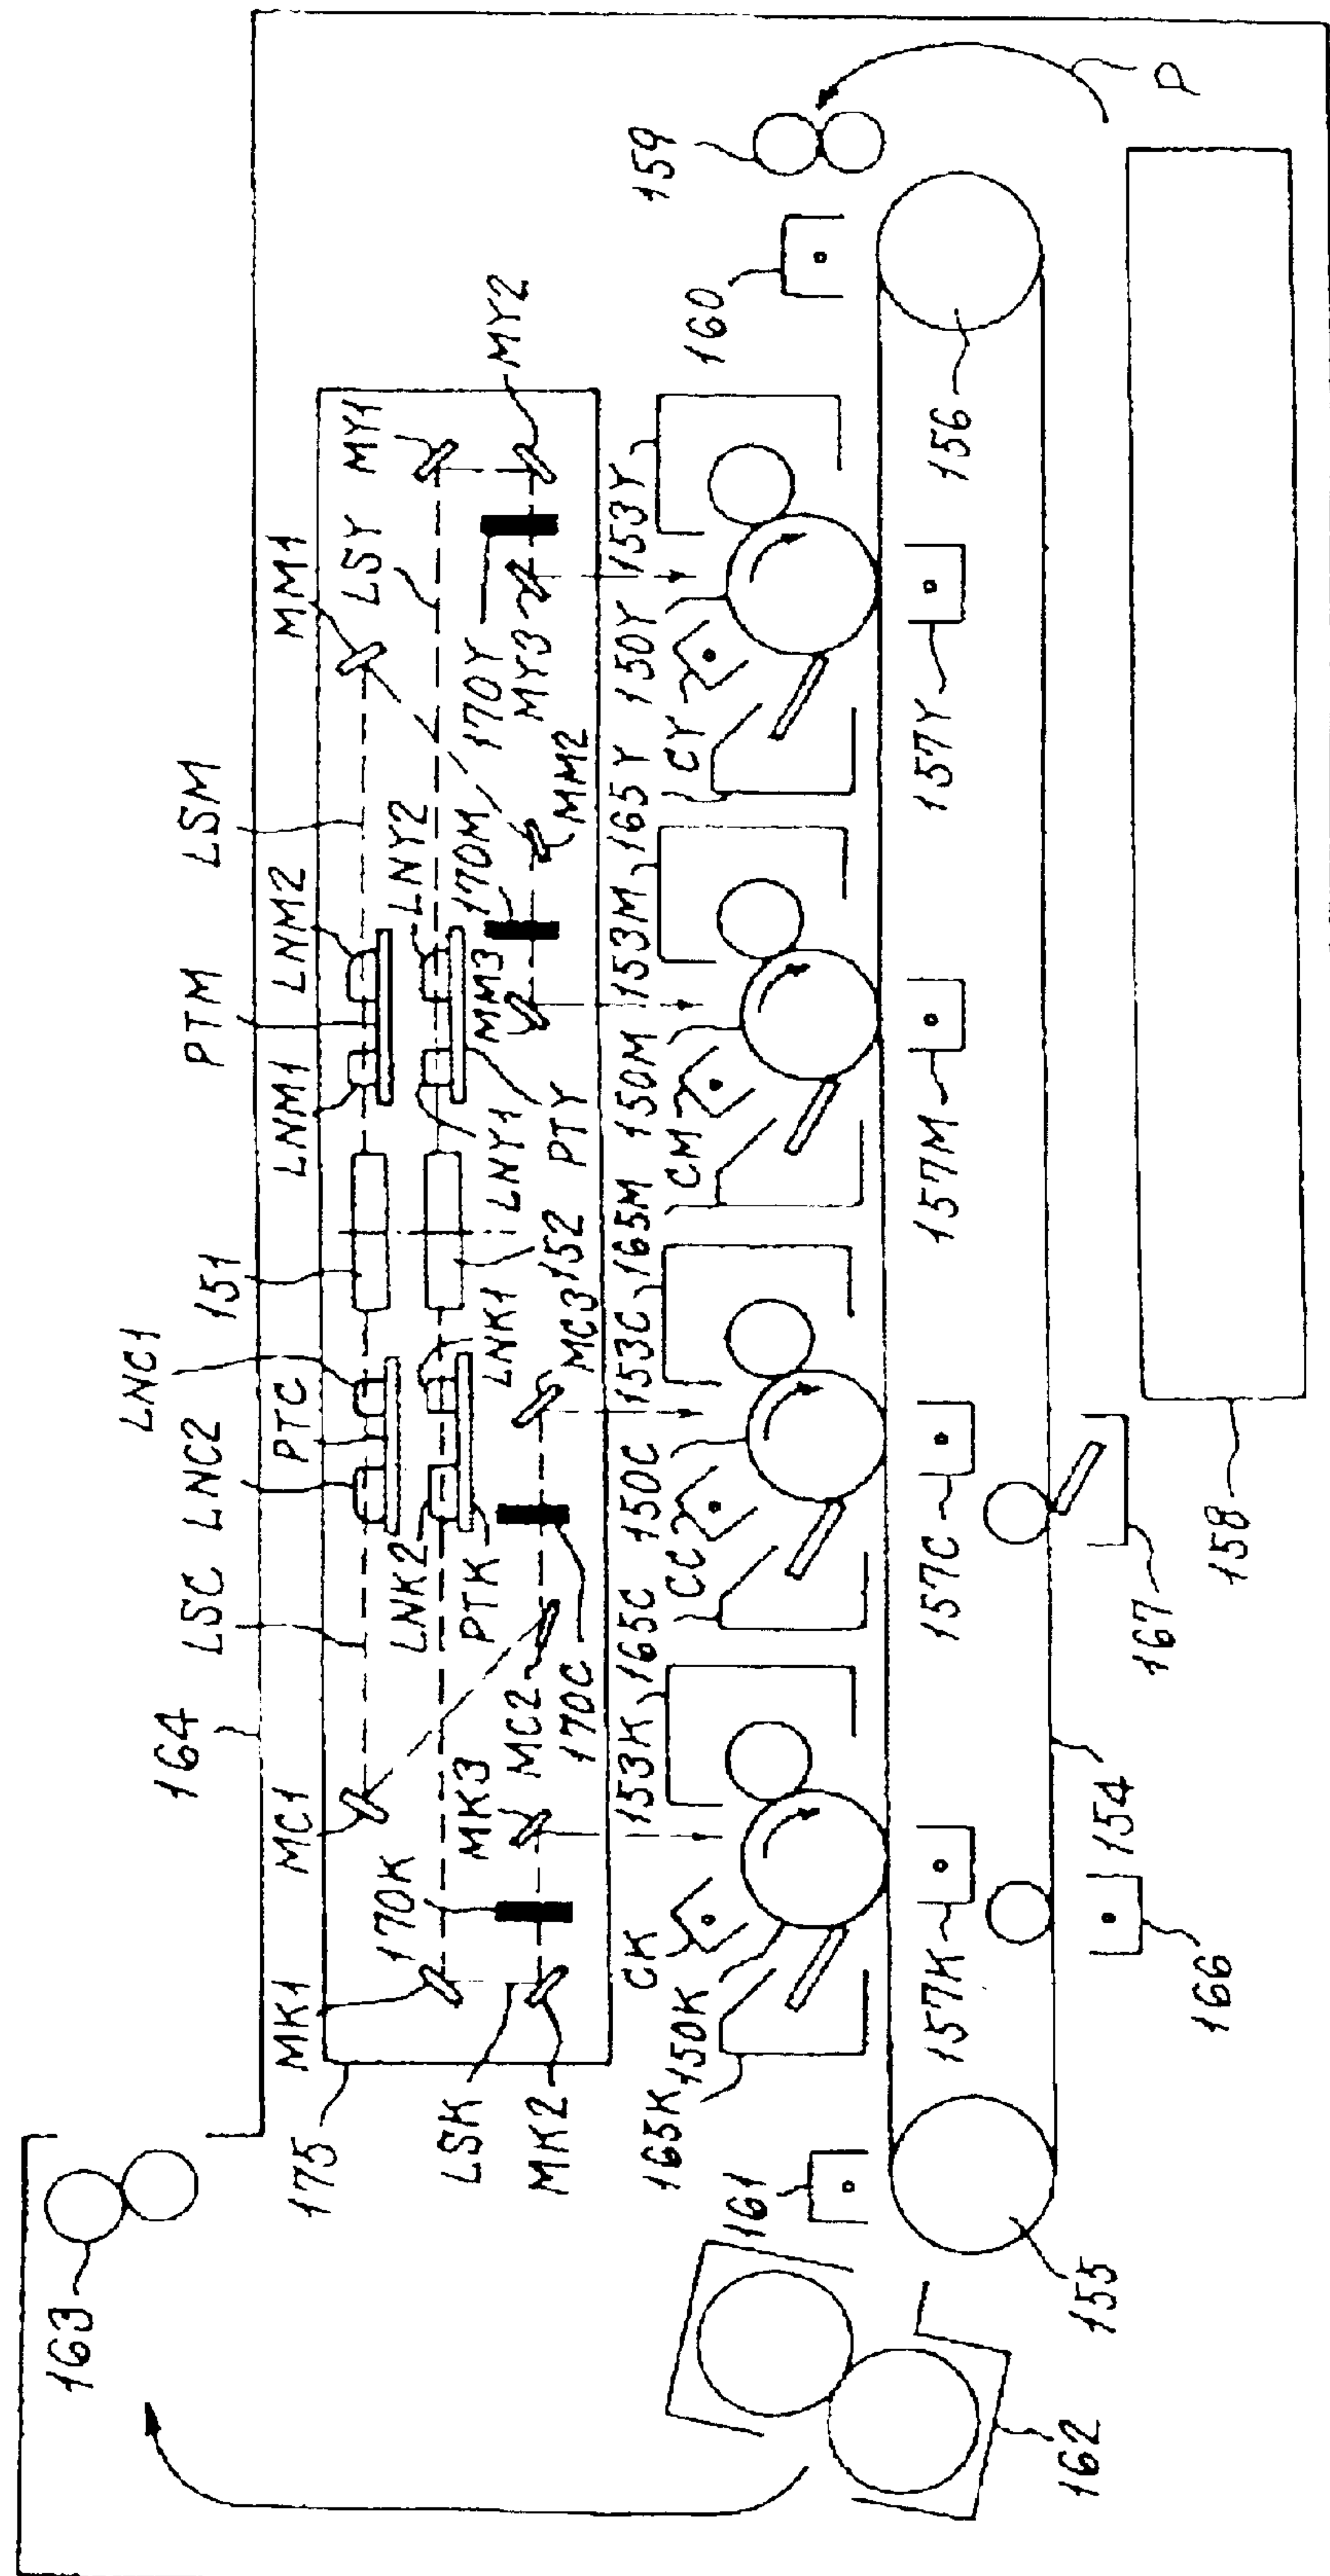 163
164
LSC
LNC2
LNC1
151
PTM
LNM2
LSM
MK1
MC1
PTC
LNM1
MM1
LSY
MY1
MY2
175
170K
MK3
LNK2
PTK
LNK1
LNY1
PTY
152
MM3
LNY2
170M
170Y
MY3
MM2
LSK
MK2
MC2
170C
MC3
160
159
P
165K
150K
CK
153K
165C
CC
150C
153C
165M
CM
150M
153M
165Y
CY
150Y
153Y
161
162
155
157K
157C
157M
157Y
156
166
154
167
158